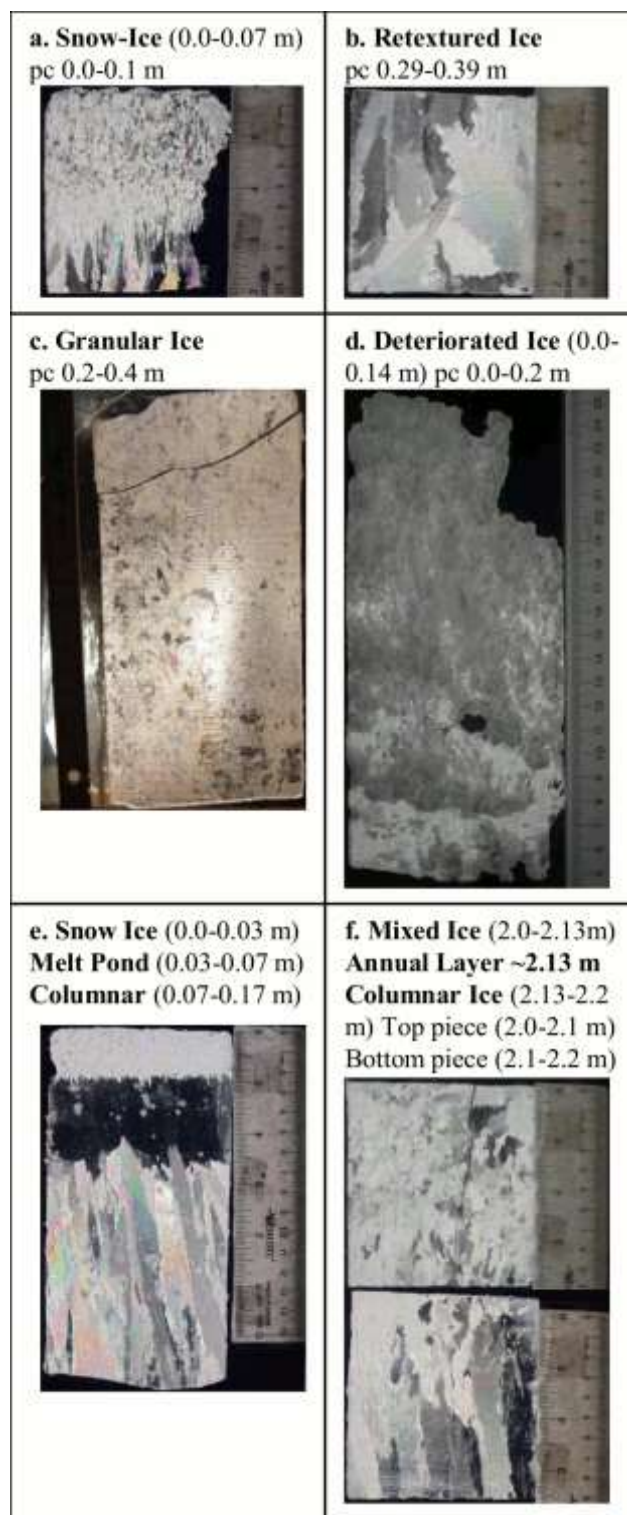 a. Snow-Ice (0.0-0.07 m)
pc 0.0-0.1 m
b. Retextured Ice
pc 0.29-0.39 m
c. Granular Ice
pc 0.2-0.4 m
d. Deteriorated Ice (0.0-
0.14 m) pc 0.0-0.2 m
e. Snow Ice (0.0-0.03 m)
Melt Pond (0.03-0.07 m)
Columnar (0.07-0.17 m)
f. Mixed Ice (2.0-2.13m)
Annual Layer ~2.13 m
Columnar Ice (2.13-2.2
m) Top piece (2.0-2.1 m)
Bottom piece (2.1-2.2 m)